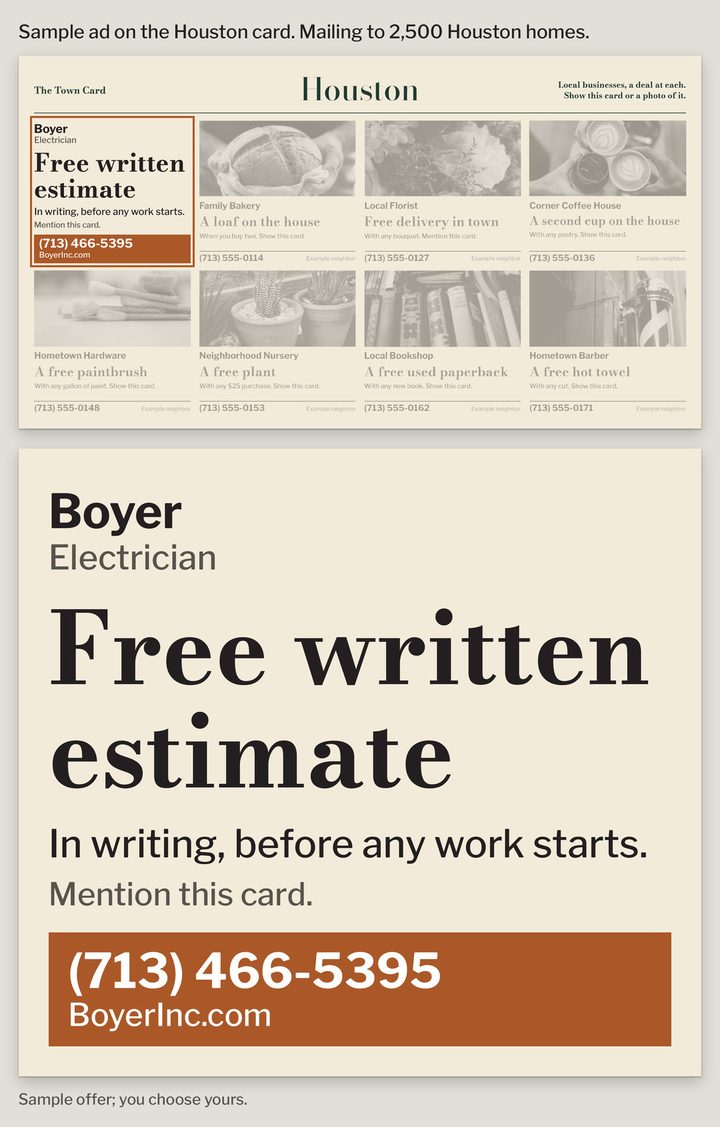 Sample ad on the Houston card. Mailing to 2,500 Houston homes.
The Town Card
Houston
Local businesses, a deal at each.
Show this card or a photo of it.
Boyer
Electrician
Free written
estimate
In writing, before any work starts.
Mention this card.
(713) 466-5395
BoyerInc.com
Family Bakery
A loaf on the house
When you buy two. Show this card.
(713) 555-0114
Example neighbor
Local Florist
Free delivery in town
With any bouquet. Mention this card.
(713) 555-0127
Example neighbor
Corner Coffee House
A second cup on the house
With any pastry. Show this card.
(713) 555-0136
Example neighbor
Hometown Hardware
A free paintbrush
With any gallon of paint. Show this card.
(713) 555-0148
Example neighbor
Neighborhood Nursery
A free plant
With any $25 purchase. Show this card.
(713) 555-0153
Example neighbor
Local Bookshop
A free used paperback
With any new book. Show this card.
(713) 555-0162
Example neighbor
Hometown Barber
A free hot towel
With any cut. Show this card.
(713) 555-0171
Example neighbor
Boyer
Electrician
Free written
estimate
In writing, before any work starts.
Mention this card.
(713) 466-5395
BoyerInc.com
Sample offer; you choose yours.